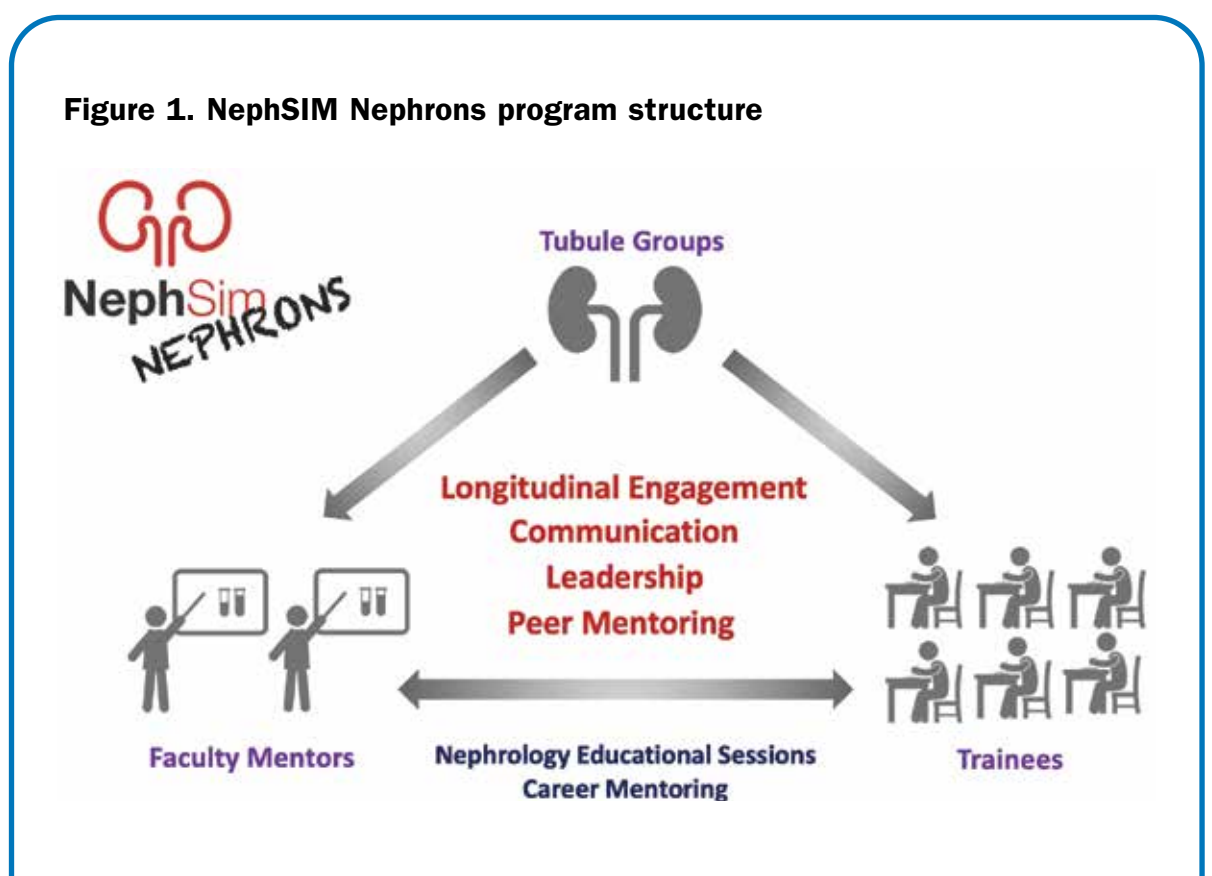 Figure 1. NephSIM Nephrons program structure
NephSim
NEPHRONS
Tubule Groups
Longitudinal Engagement
Communication
Leadership
Peer Mentoring
Faculty Mentors
Nephrology Educational Sessions
Career Mentoring
Trainees